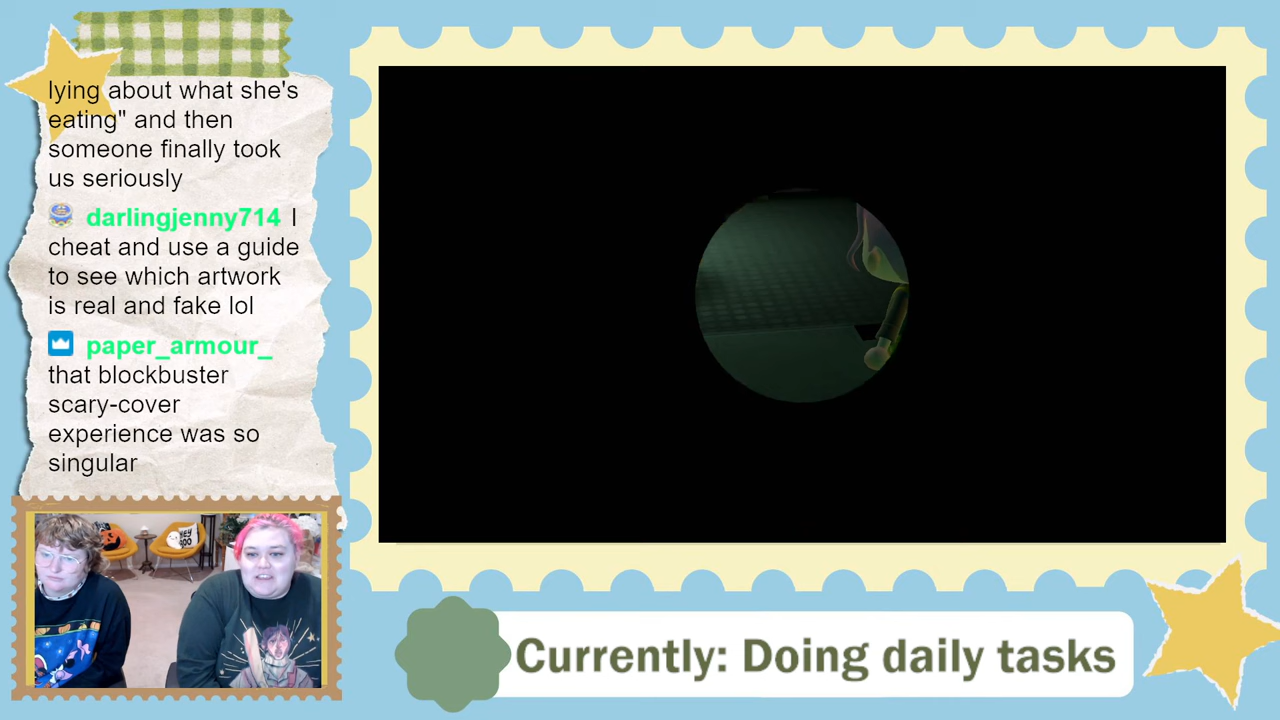 lying about what she's
eating" and then
someone finally took
us seriously
darlingjenny714 I
cheat and use a guide
to see which artwork
is real and fake lol
paper_armour_
that blockbuster
scary-cover
experience was so
singular
HEY
BOO
Currently: Doing daily tasks